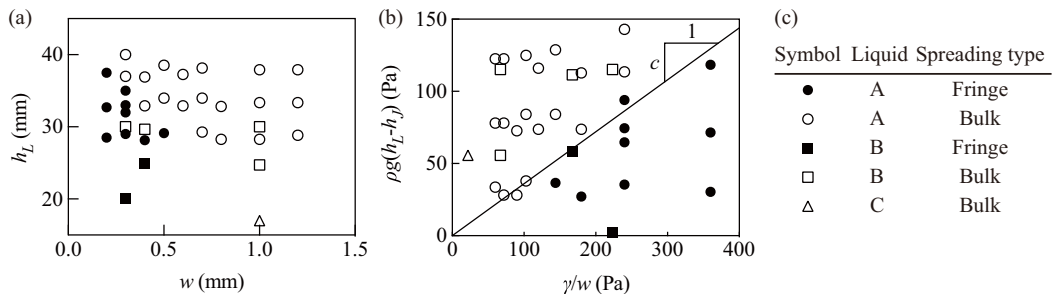 (a)
40
30
20
h_L (mm)
0.0
0.5
1.0
1.5
w (mm)
(b)
150
100
50
0
ρg(h_L-h_J) (Pa)
0
100
200
300
400
γ/w (Pa)
1
c
(c)
Symbol Liquid Spreading type
● A Fringe
○ A Bulk
■ B Fringe
□ B Bulk
△ C Bulk